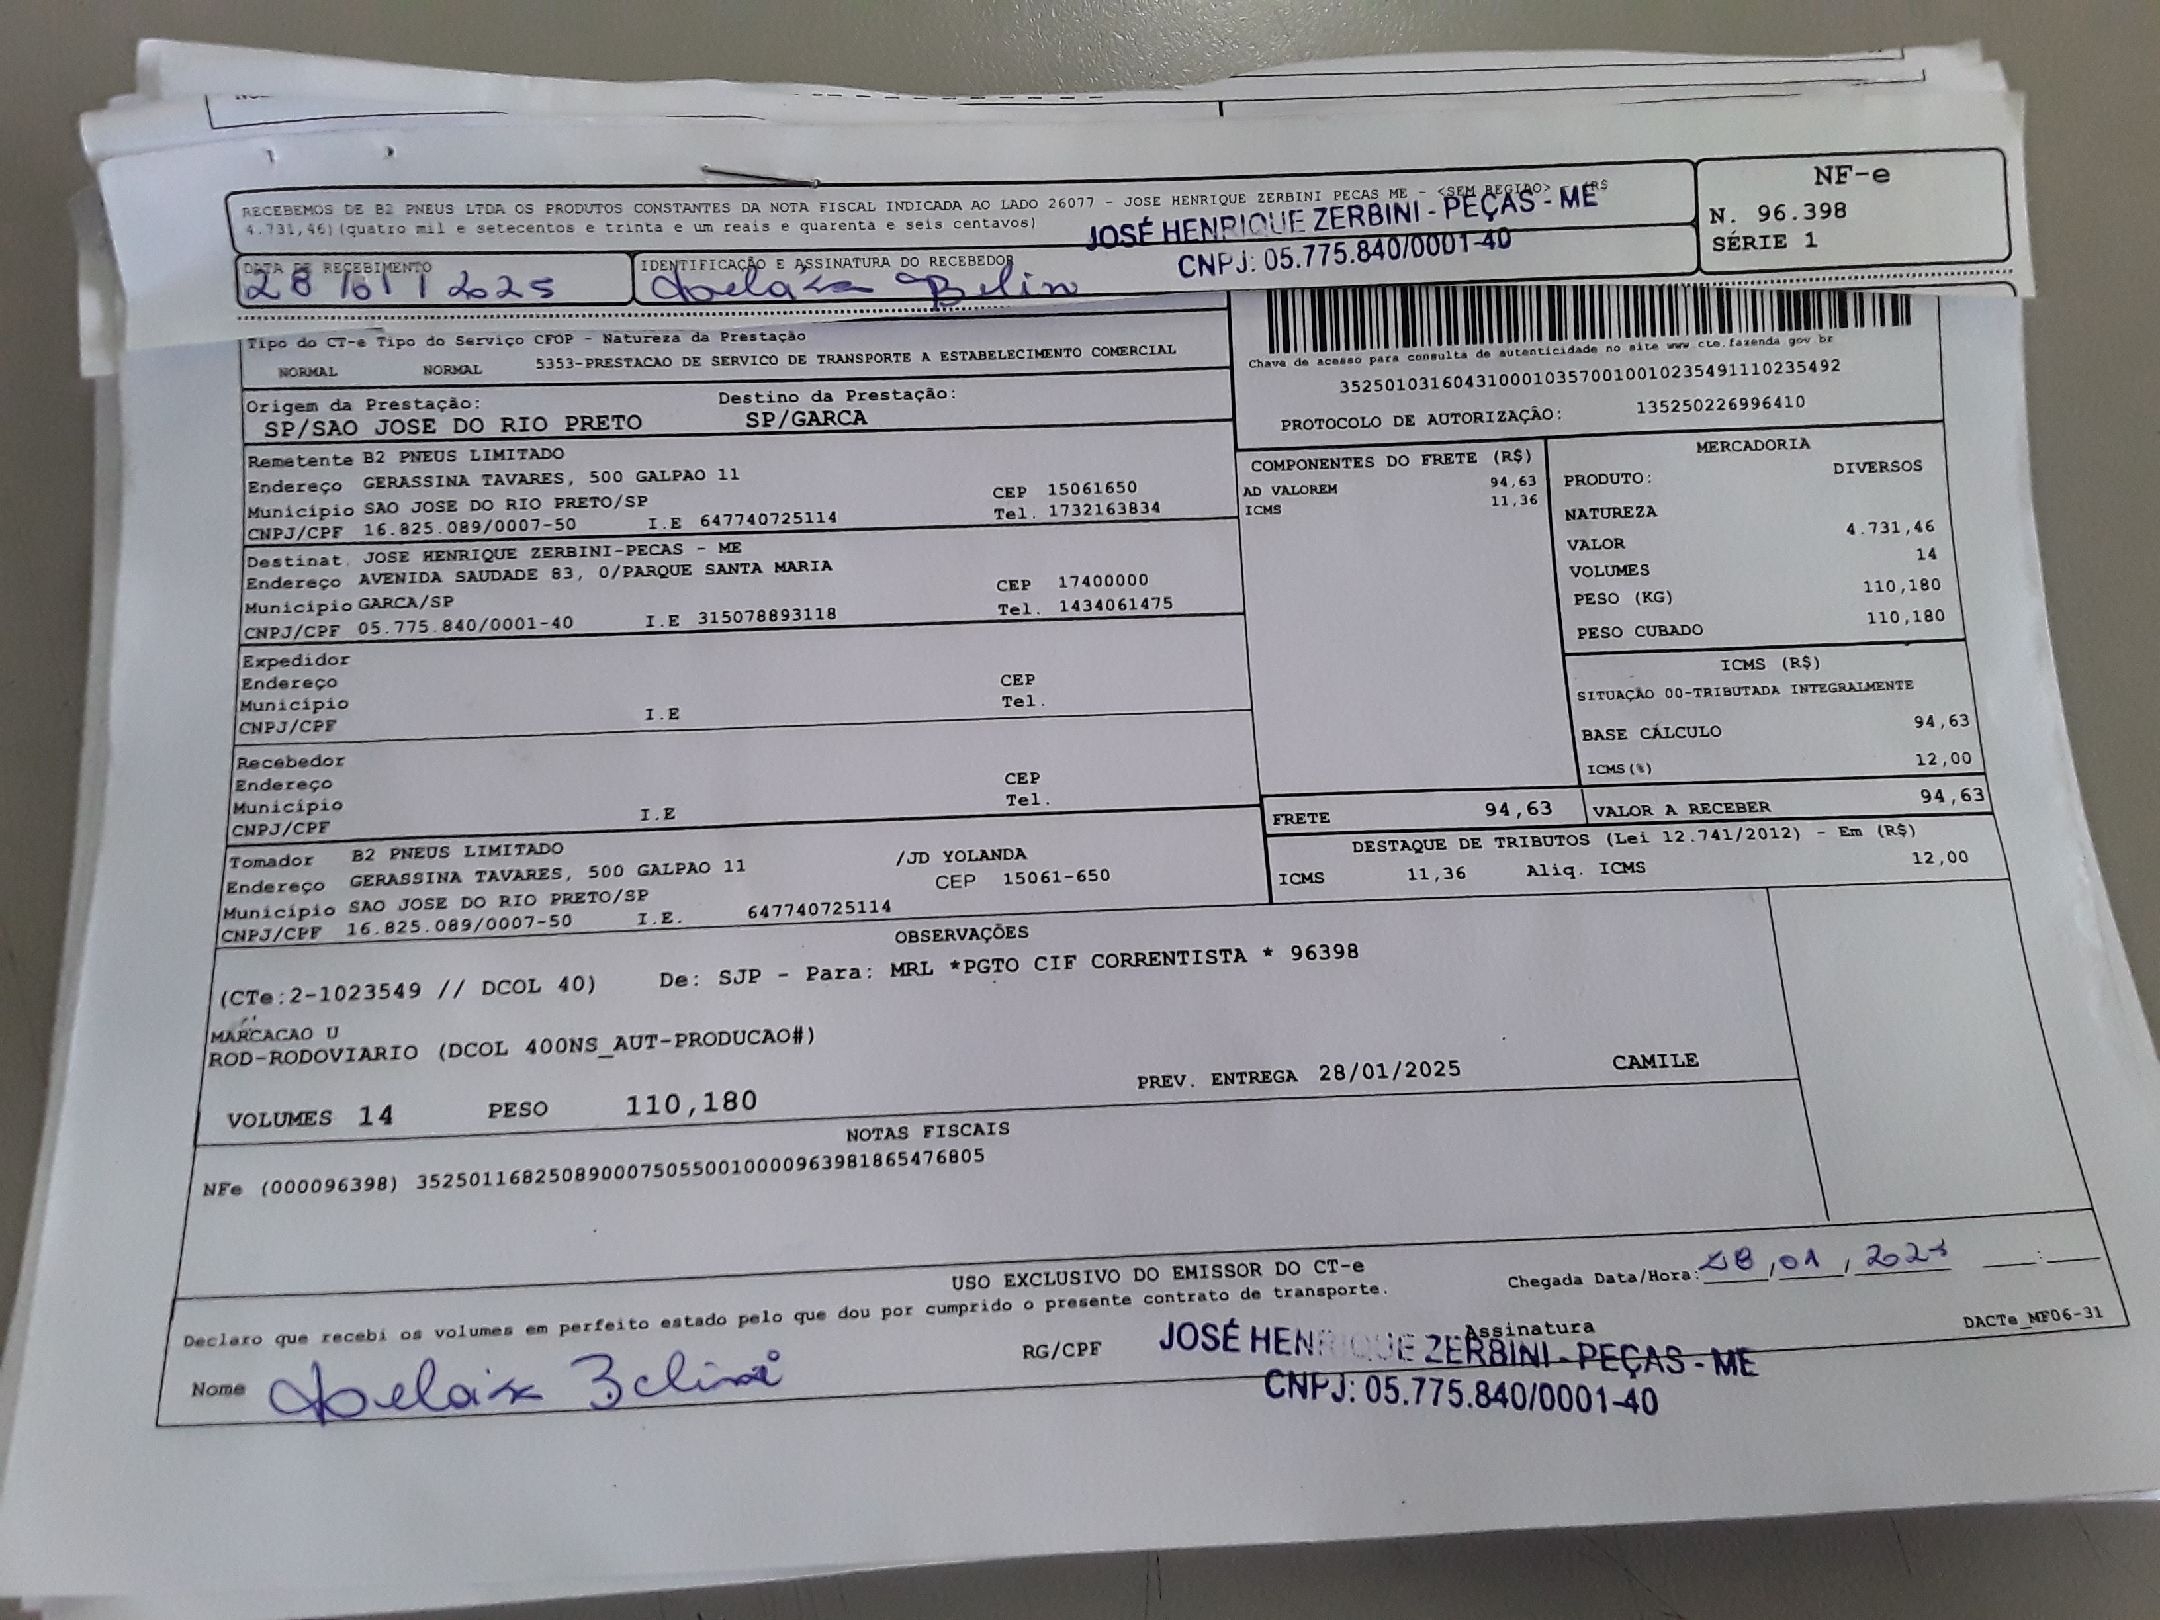 RECEBEMOS DE B2 PNEUS LTDA OS PRODUTOS CONSTANTES DA NOTA FISCAL INDICADA AO LADO 26077 - JOSE HENRIQUE ZERBINI PECAS ME - <SEM REGIAO> - (R$
4.731,46) (quatro mil e setecentos e trinta e um reais e quarenta e seis centavos)
JOSÉ HENRIQUE ZERBINI - PEÇAS - ME
CNPJ: 05.775.840/0001-40
NF-e
N. 96.398
SÉRIE 1
DATA DE RECEBIMENTO
28/01/2025
IDENTIFICAÇÃO E ASSINATURA DO RECEBEDOR
Tipo do CT-e Tipo do Serviço CFOP - Natureza da Prestação
NORMAL NORMAL 5353-PRESTACAO DE SERVICO DE TRANSPORTE A ESTABELECIMENTO COMERCIAL
Chave de acesso para consulta de autenticidade no site www cte.fazenda gov br
35250103160431000103570010010235491110235492
PROTOCOLO DE AUTORIZAÇÃO: 135250226996410
Origem da Prestação: Destino da Prestação:
SP/SAO JOSE DO RIO PRETO SP/GARCA
Remetente B2 PNEUS LIMITADO
Endereço GERASSINA TAVARES, 500 GALPAO 11
Município SAO JOSE DO RIO PRETO/SP CEP 15061650
CNPJ/CPF 16.825.089/0007-50 I.E 647740725114 Tel. 1732163834
Destinat. JOSE HENRIQUE ZERBINI-PECAS - ME
Endereço AVENIDA SAUDADE 83, 0/PARQUE SANTA MARIA
Município GARCA/SP CEP 17400000
CNPJ/CPF 05.775.840/0001-40 I.E 315078893118 Tel. 1434061475
Expedidor
Endereço
Município CEP
CNPJ/CPF I.E Tel.
Recebedor
Endereço
Município CEP
CNPJ/CPF I.E Tel.
Tomador B2 PNEUS LIMITADO
Endereço GERASSINA TAVARES, 500 GALPAO 11 /JD YOLANDA
Município SAO JOSE DO RIO PRETO/SP CEP 15061-650
CNPJ/CPF 16.825.089/0007-50 I.E. 647740725114
COMPONENTES DO FRETE (R$)
AD VALOREM 94,63
ICMS 11,36
MERCADORIA
PRODUTO: DIVERSOS
NATUREZA
VALOR 4.731,46
VOLUMES 14
PESO (KG) 110,180
PESO CUBADO 110,180
ICMS (R$)
SITUAÇÃO 00-TRIBUTADA INTEGRALMENTE
BASE CÁLCULO 94,63
ICMS(%) 12,00
FRETE 94,63 VALOR A RECEBER 94,63
DESTAQUE DE TRIBUTOS (Lei 12.741/2012) - Em (R$)
ICMS 11,36 Aliq. ICMS 12,00
OBSERVAÇÕES
(CTe:2-1023549 // DCOL 40) De: SJP - Para: MRL *PGTO CIF CORRENTISTA * 96398
MARCACAO U
ROD-RODOVIARIO (DCOL 400NS_AUT-PRODUCAO#)
VOLUMES 14 PESO 110,180 PREV. ENTREGA 28/01/2025 CAMILE
NOTAS FISCAIS
NFe (000096398) 35250116825089000750550010000963981865476805
USO EXCLUSIVO DO EMISSOR DO CT-e
Chegada Data/Hora: 28,01,2025 __:__
Declaro que recebi os volumes em perfeito estado pelo que dou por cumprido o presente contrato de transporte.
DACTe_MF06-31
Nome RG/CPF Assinatura
JOSÉ HENRIQUE ZERBINI - PEÇAS - ME
CNPJ: 05.775.840/0001-40